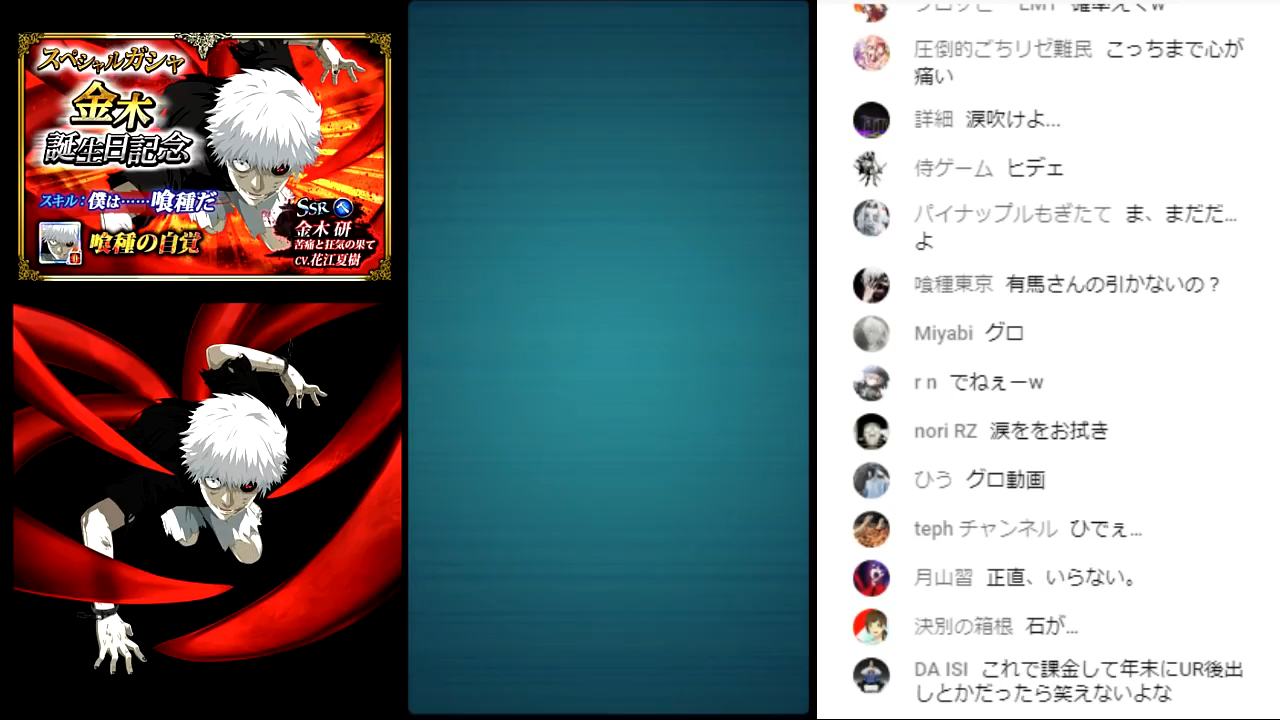 スペシャルガシャ
金木
誕生日記念
スキル：僕は……喰種だ
喰種の自覚
SSR
金木 研
苦痛と狂気の果て
CV.花江夏樹
圧倒的ごちリゼ難民 こっちまで心が
痛い
詳細 涙吹けよ...
侍ゲーム ヒデェ
パイナップルもぎたて ま、まだだ...
よ
喰種東京 有馬さんの引かないの？
Miyabi グロ
r n でねぇーw
nori RZ 涙ををお拭き
ひう グロ動画
teph チャンネル ひでぇ...
月山習 正直、いらない。
決別の箱根 石が...
DA ISI これで課金して年末にUR後出
しとかだったら笑えないよな